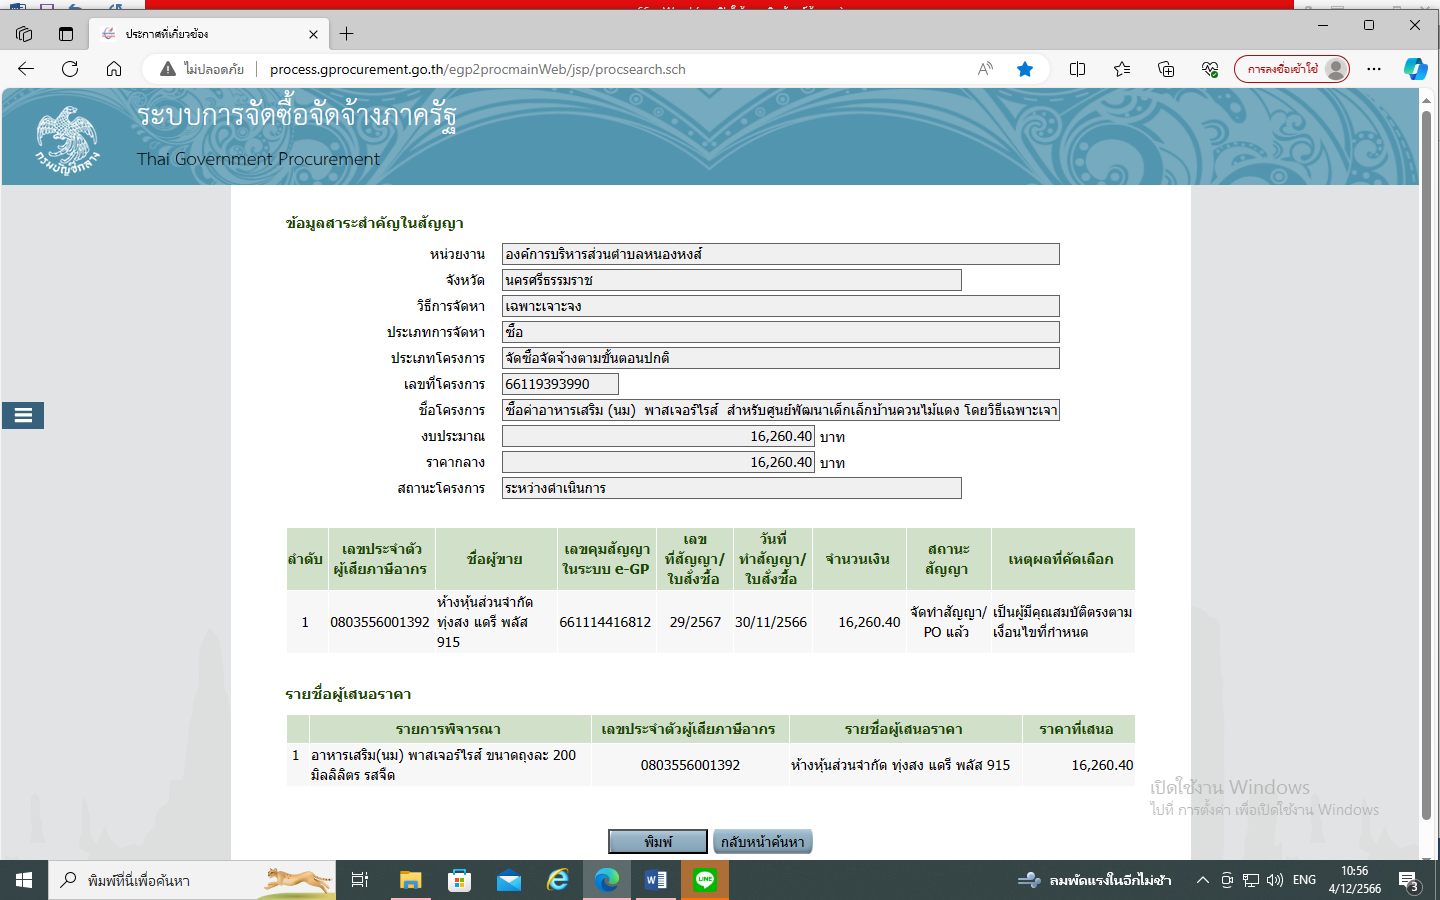 ประกาศที่เกี่ยวข้อง
ไม่ปลอดภัย
process.gprocurement.go.th/egp2procmainWeb/jsp/procsearch.sch
การลงชื่อเข้าใช้
ระบบการจัดซื้อจัดจ้างภาครัฐ
Thai Government Procurement
กรมบัญชีกลาง
ข้อมูลสาระสำคัญในสัญญา
หน่วยงาน องค์การบริหารส่วนตำบลหนองหงส์
จังหวัด นครศรีธรรมราช
วิธีการจัดหา เฉพาะเจาะจง
ประเภทการจัดหา ซื้อ
ประเภทโครงการ จัดซื้อจัดจ้างตามขั้นตอนปกติ
เลขที่โครงการ 66119393990
ชื่อโครงการ ซื้อค่าอาหารเสริม (นม) พาสเจอร์ไรส์ สำหรับศูนย์พัฒนาเด็กเล็กบ้านควนไม้แดง โดยวิธีเฉพาะเจา
งบประมาณ 16,260.40 บาท
ราคากลาง 16,260.40 บาท
สถานะโครงการ ระหว่างดำเนินการ
ลำดับ เลขประจำตัวผู้เสียภาษีอากร ชื่อผู้ขาย เลขคุมสัญญาในระบบ e-GP เลขที่สัญญา/ใบสั่งซื้อ วันที่ทำสัญญา/ใบสั่งซื้อ จำนวนเงิน สถานะสัญญา เหตุผลที่คัดเลือก
1 0803556001392 ห้างหุ้นส่วนจำกัด ทุ่งสง แดรี่ พลัส 915 661114416812 29/2567 30/11/2566 16,260.40 จัดทำสัญญา/PO แล้ว เป็นผู้มีคุณสมบัติตรงตามเงื่อนไขที่กำหนด
รายชื่อผู้เสนอราคา
รายการพิจารณา เลขประจำตัวผู้เสียภาษีอากร รายชื่อผู้เสนอราคา ราคาที่เสนอ
1 อาหารเสริม(นม) พาสเจอร์ไรส์ ขนาดถุงละ 200 มิลลิลิตร รสจืด 0803556001392 ห้างหุ้นส่วนจำกัด ทุ่งสง แดรี่ พลัส 915 16,260.40
เปิดใช้งาน Windows
ไปที่ การตั้งค่า เพื่อเปิดใช้งาน Windows
พิมพ์ กลับหน้าค้นหา
พิมพ์ที่นี่เพื่อค้นหา
ลมพัดแรงในอีกไม่ช้า
ENG
10:56
4/12/2566
3